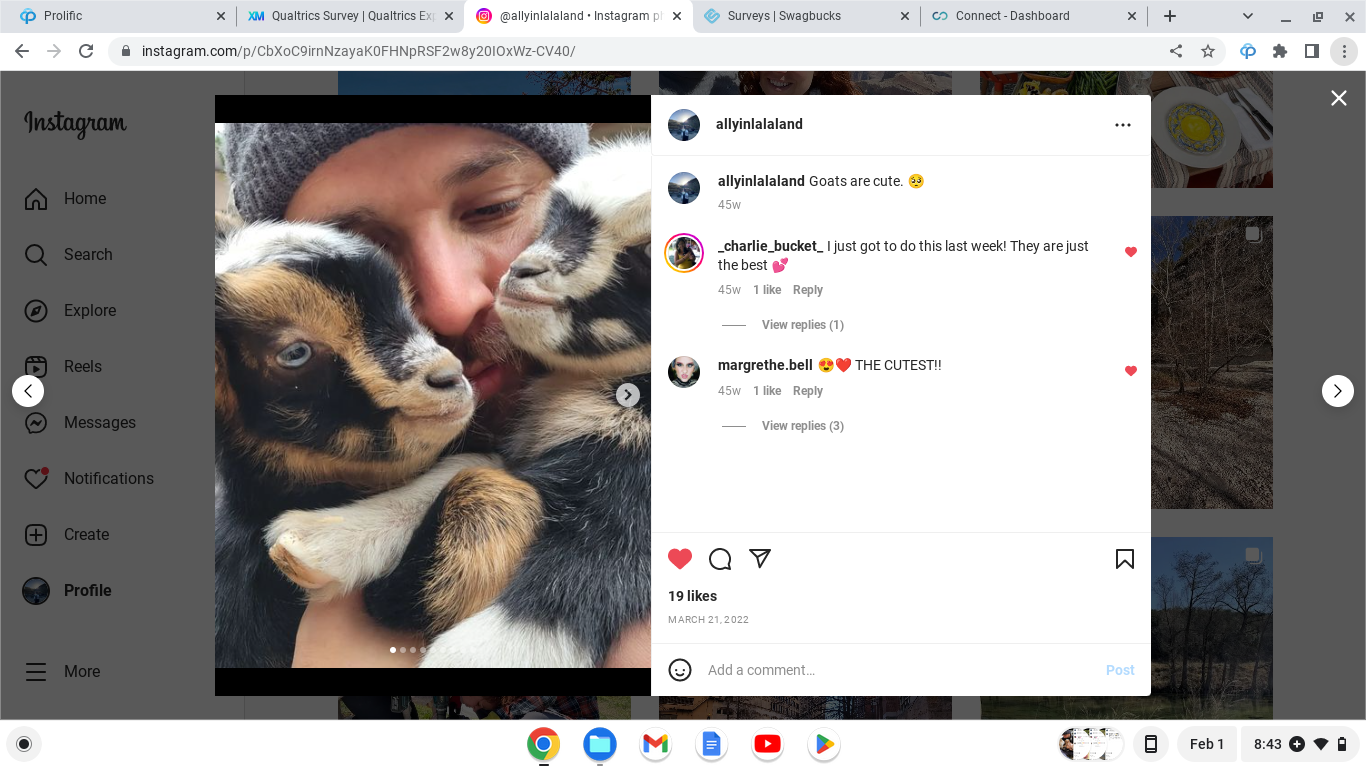 Prolific
Qualtrics Survey | Qualtrics Exp
@allyinlalaland • Instagram ph
Surveys | Swagbucks
Connect - Dashboard
instagram.com/p/CbXoC9irnNzayaK0FHNpRSF2w8y20IOxWz-CV40/
Instagram
Home
Search
Explore
Reels
Messages
Notifications
Create
Profile
More
allyinlalaland
allyinlalaland Goats are cute. 🥺
45w
_charlie_bucket_ I just got to do this last week! They are just
the best 💕
45w 1 like Reply
View replies (1)
margrethe.bell 😍❤️ THE CUTEST!!
45w 1 like Reply
View replies (3)
19 likes
MARCH 21, 2022
Add a comment…
Post
Feb 1
8:43